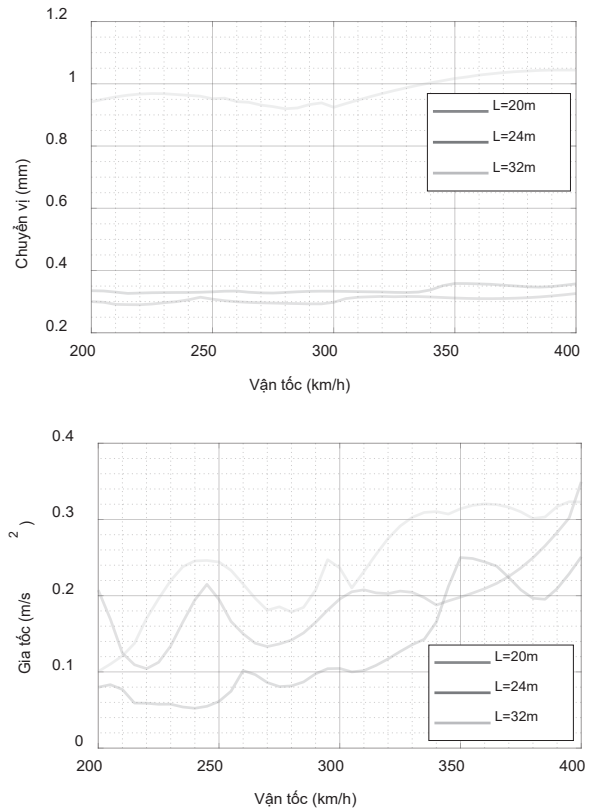 1.2
1
0.8
0.6
0.4
0.2
Chuyển vị (mm)
L=20m
L=24m
L=32m
200 250 300 350 400
Vận tốc (km/h)
0.4
0.3
0.2
0.1
0
Gia tốc (m/s2)
L=20m
L=24m
L=32m
200 250 300 350 400
Vận tốc (km/h)